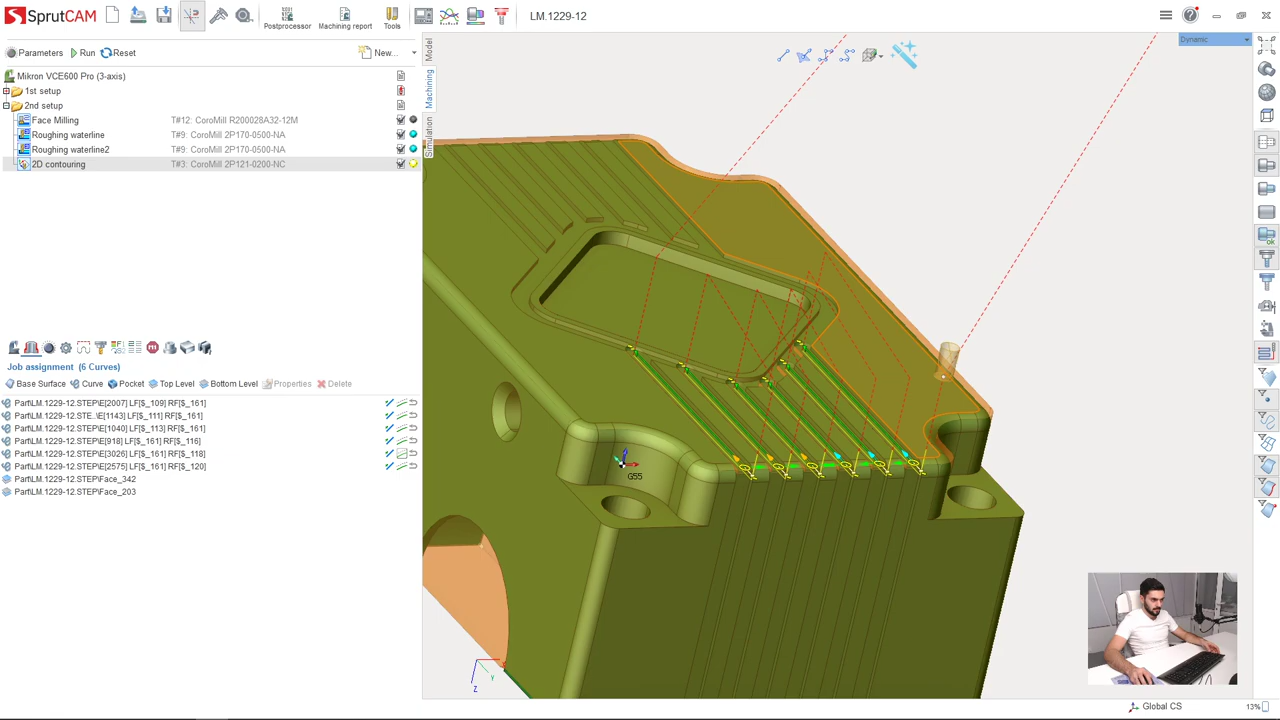 SprutCAM
Postprocessor
Machining report
Tools
LM.1229-12
Parameters
Run
Reset
New...
Mikron VCE600 Pro (3-axis)
1st setup
2nd setup
Face Milling T#12: CoroMill R200028A32-12M
Roughing waterline T#9: CoroMill 2P170-0500-NA
Roughing waterline2 T#9: CoroMill 2P170-0500-NA
2D contouring T#3: CoroMill 2P121-0200-NC
Job assignment (6 Curves)
Base Surface Curve Pocket Top Level Bottom Level Properties Delete
Part\LM.1229-12.STEP\E[2007] LF[$_109] RF[$_161]
Part\LM.1229-12.STE..\E[1143] LF[$_111] RF[$_161]
Part\LM.1229-12.STEP\E[1040] LF[$_113] RF[$_161]
Part\LM.1229-12.STEP\E[918] LF[$_161] RF[$_116]
Part\LM.1229-12.STEP\E[3026] LF[$_161] RF[$_118]
Part\LM.1229-12.STEP\E[2575] LF[$_161] RF[$_120]
Part\LM.1229-12.STEP\Face_342
Part\LM.1229-12.STEP\Face_203
Model
Machining
Simulation
Dynamic
G55
Y
Z
Global CS
13%